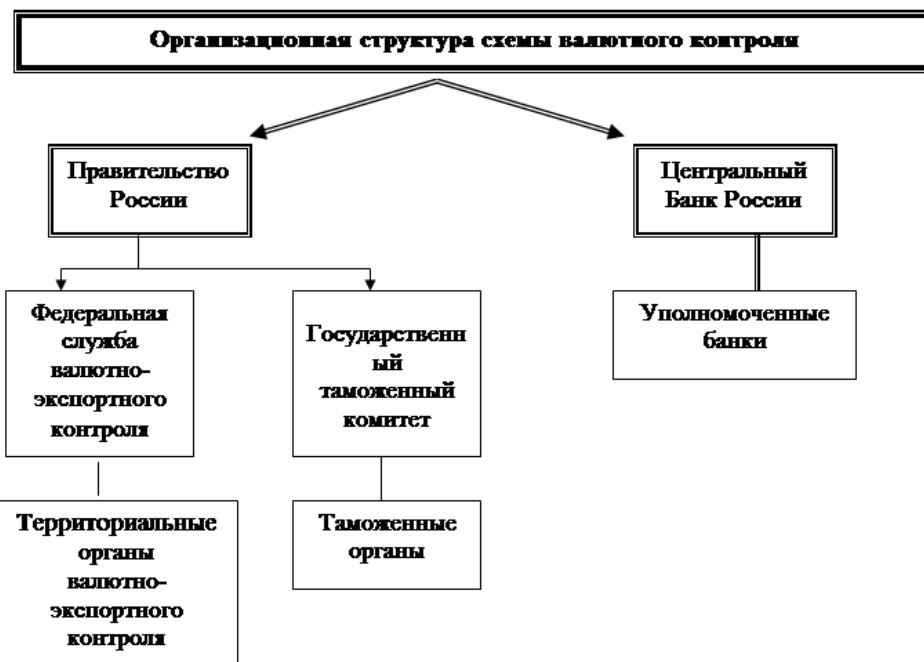 Организационная структура схемы валютного контроля
Правительство
России
Центральный
Банк России
Федеральная
служба
валютно-
экспортного
контроля
Государственн
ый
таможенный
комитет
Уполномоченные
банки
Территориальные
органы
валютно-
экспортного
контроля
Таможенные
органы